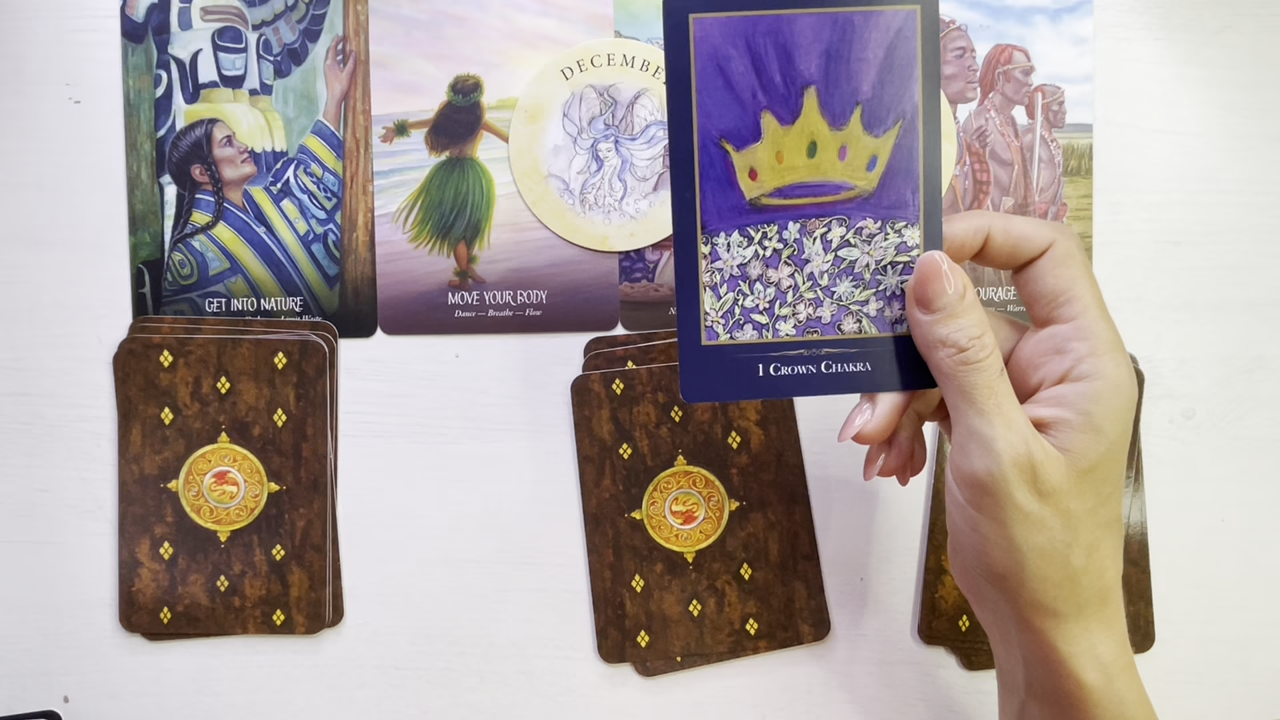 DECEMBE
GET INTO NATURE
MOVE YOUR BODY
Dance — Breathe — Flow
OURAGE
1 CROWN CHAKRA